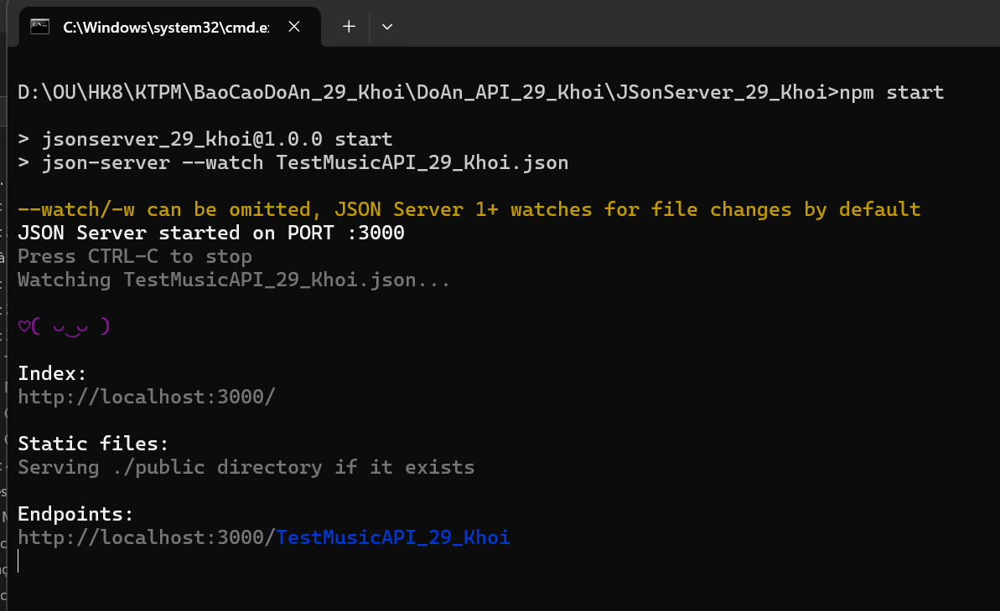 C:\Windows\system32\cmd.e
D:\OU\HK8\KTPM\BaoCaoDoAn_29_Khoi\DoAn_API_29_Khoi\JSonServer_29_Khoi>npm start
> jsonserver_29_khoi@1.0.0 start
> json-server --watch TestMusicAPI_29_Khoi.json
--watch/-w can be omitted, JSON Server 1+ watches for file changes by default
JSON Server started on PORT :3000
Press CTRL-C to stop
Watching TestMusicAPI_29_Khoi.json...
♡( ◡‿◡ )
Index:
http://localhost:3000/
Static files:
Serving ./public directory if it exists
Endpoints:
http://localhost:3000/TestMusicAPI_29_Khoi